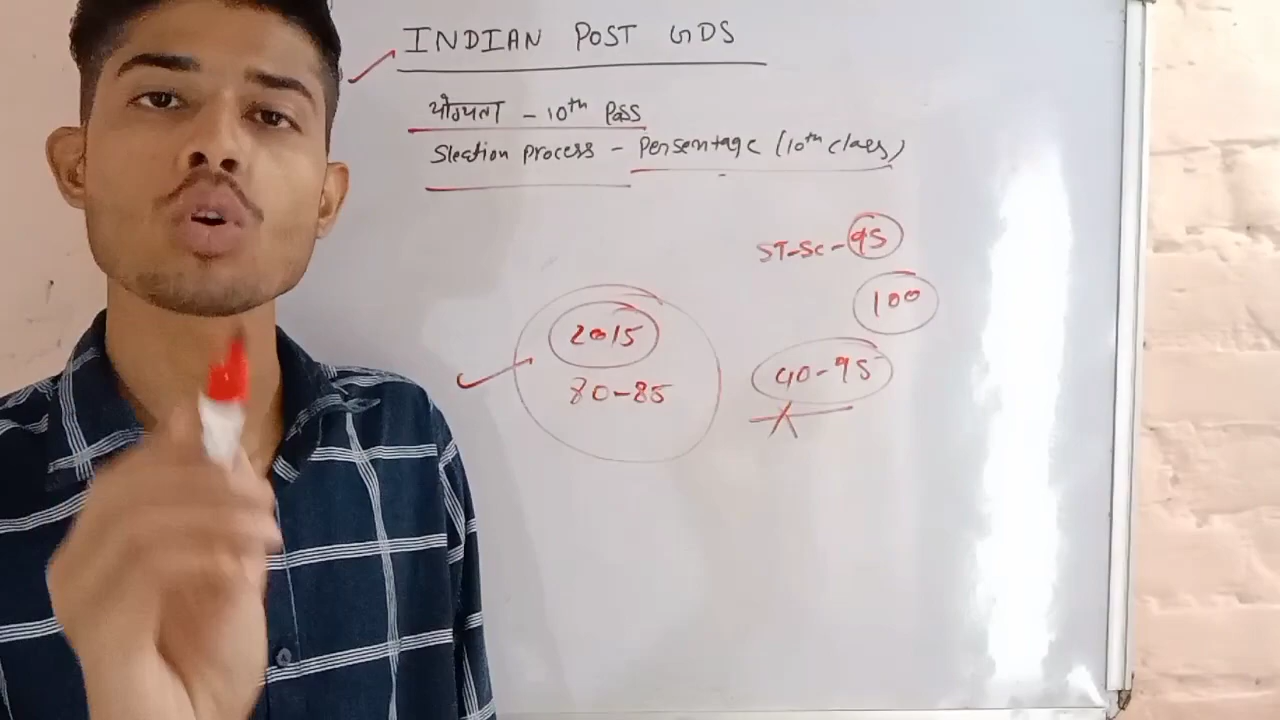 INDIAN POST GDS
योग्यता - 10th Pass
Slection process - Persentage (10th class)
ST-SC - 95
100
2015
80-85
90-95